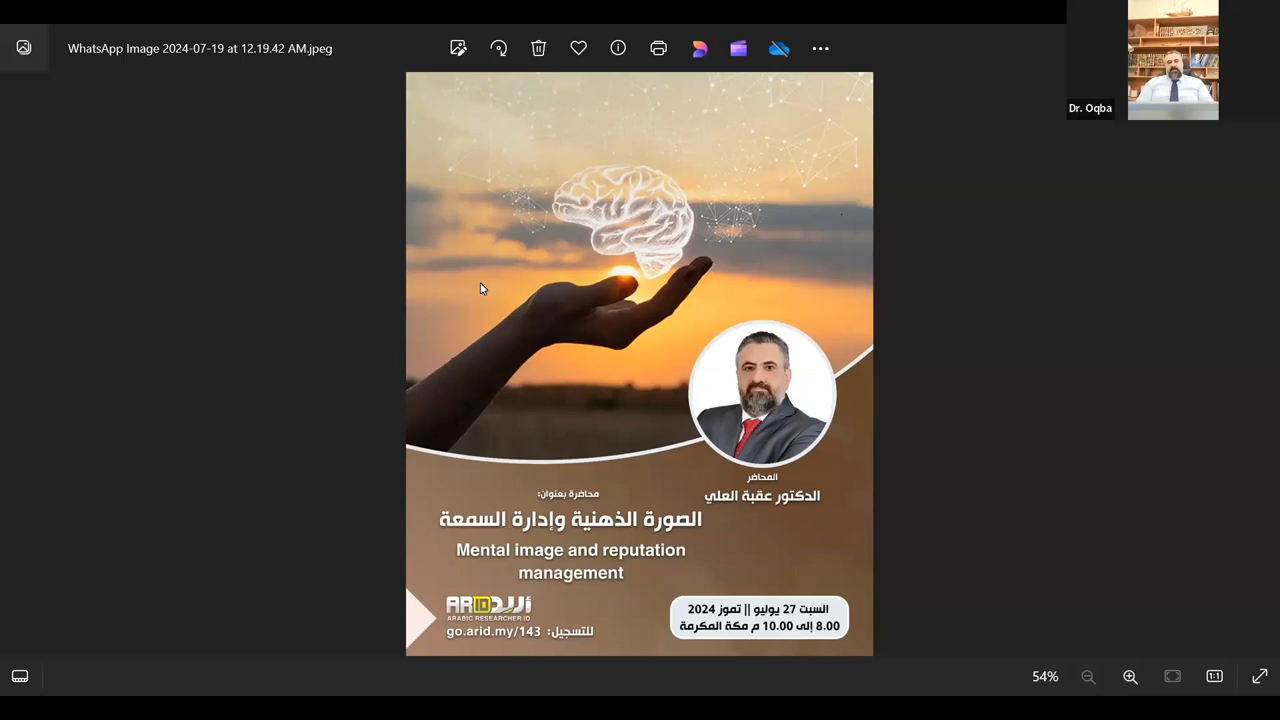 WhatsApp Image 2024-07-19 at 12.19.42 AM.jpeg
Dr. Oqba
المحاضر
الدكتور عقبة العلي
محاضرة بعنوان:
الصورة الذهنية وإدارة السمعة
Mental image and reputation
management
ARID أريد
ARABIC RESEARCHER ID
للتسجيل: go.arid.my/143
السبت 27 يوليو || تموز 2024
8.00 إلى 10.00 م مكة المكرمة
54%
1:1